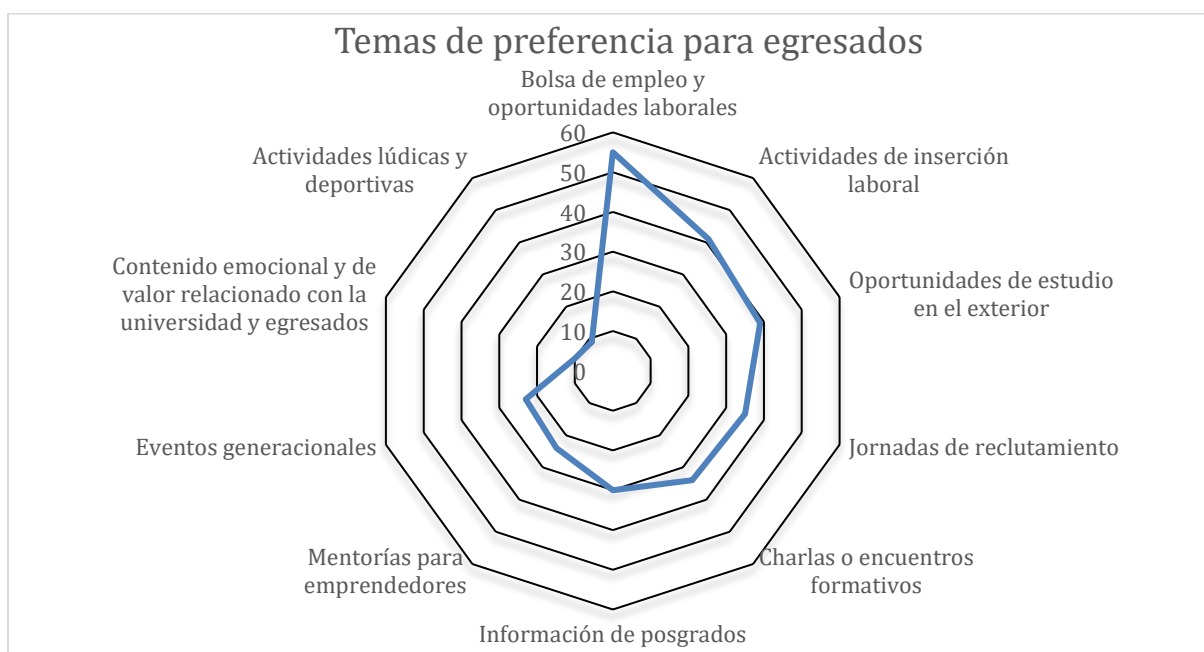 Temas de preferencia para egresados
Bolsa de empleo y
oportunidades laborales
Actividades de inserción
laboral
Oportunidades de estudio
en el exterior
Jornadas de reclutamiento
Charlas o encuentros
formativos
Información de posgrados
Mentorías para
emprendedores
Eventos generacionales
Contenido emocional y de
valor relacionado con la
universidad y egresados
Actividades lúdicas y
deportivas
60
50
40
30
20
10
0